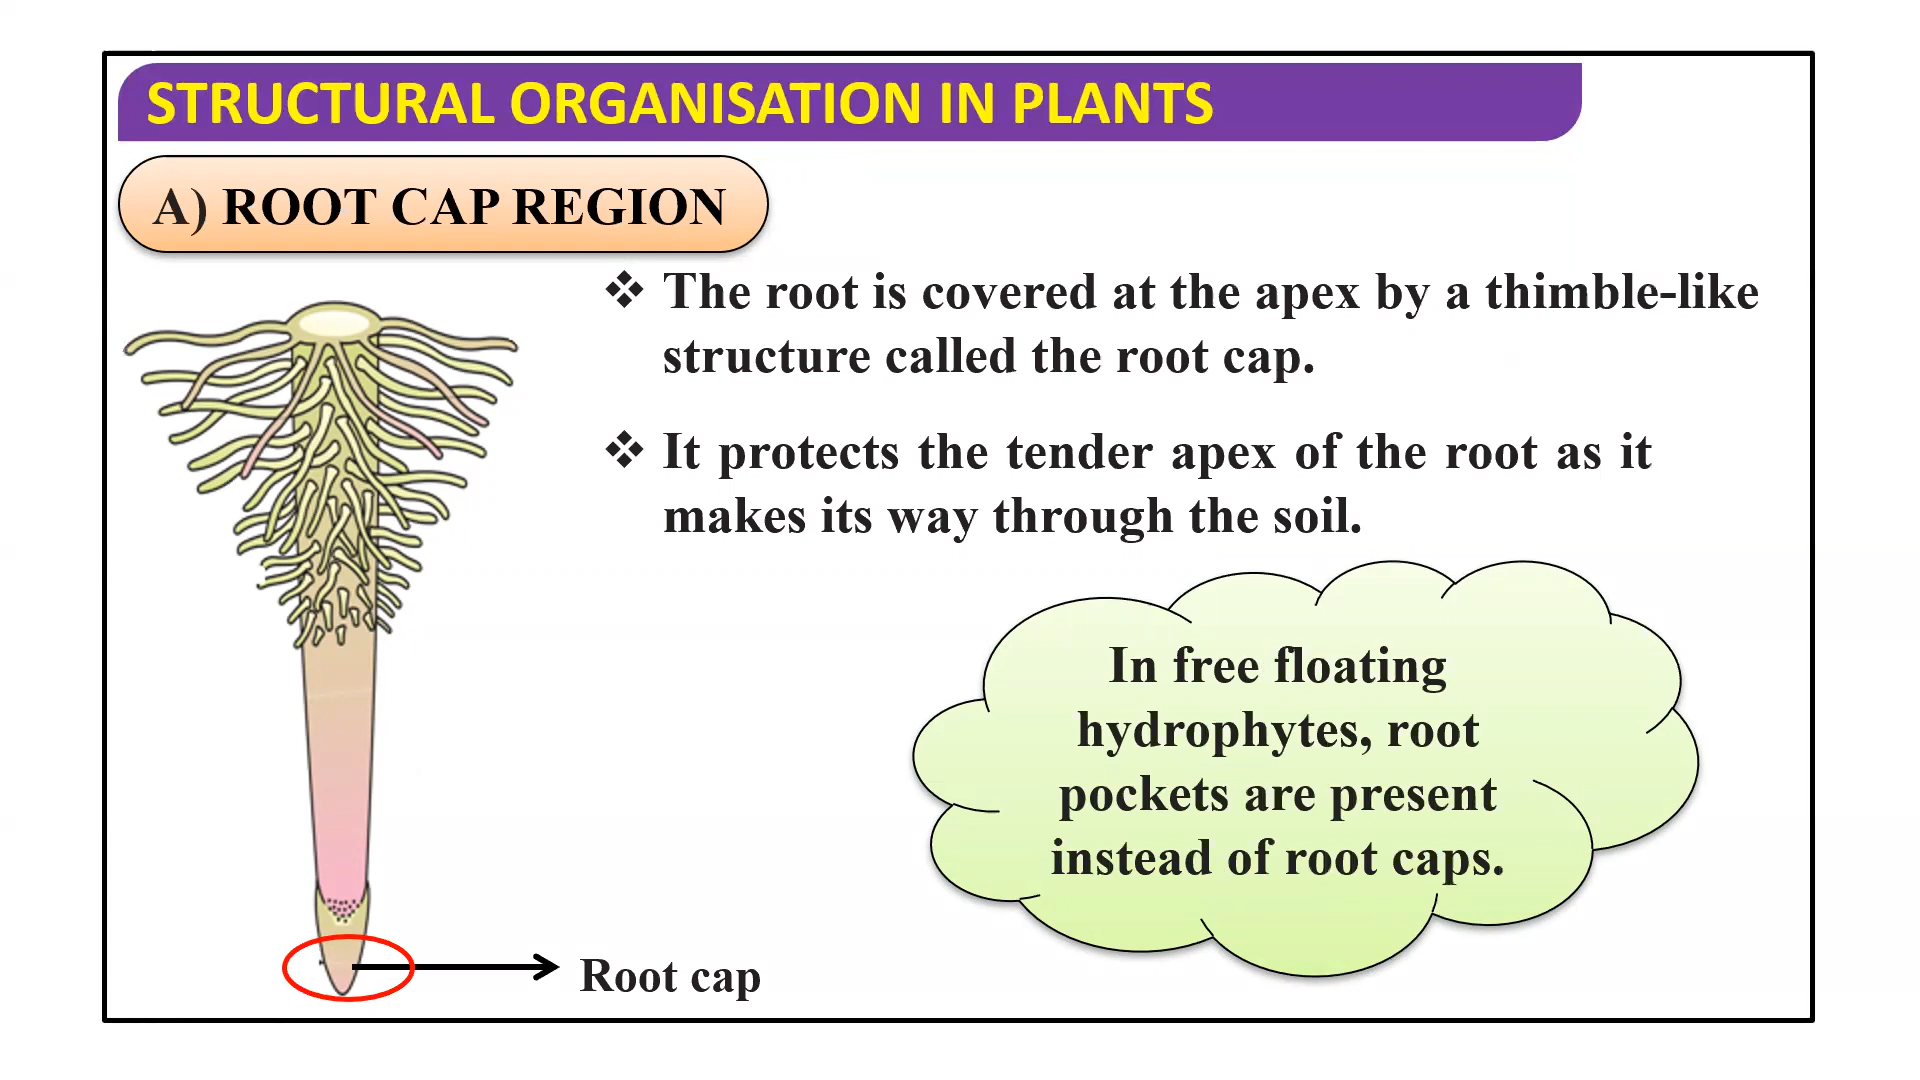 STRUCTURAL ORGANISATION IN PLANTS
A) ROOT CAP REGION
❖ The root is covered at the apex by a thimble-like
structure called the root cap.
❖ It protects the tender apex of the root as it
makes its way through the soil.
In free floating
hydrophytes, root
pockets are present
instead of root caps.
Root cap